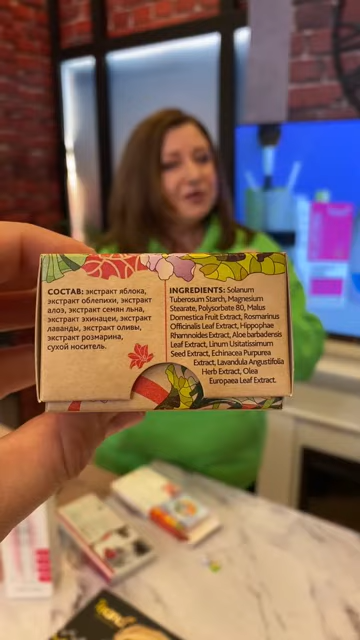 СОСТАВ: экстракт яблока,
экстракт облепихи, экстракт
алоэ, экстракт семян льна,
экстракт эхинацеи, экстракт
лаванды, экстракт оливы,
экстракт розмарина,
сухой носитель.
INGREDIENTS: Solanum
Tuberosum Starch, Magnesium
Stearate, Polysorbate 80, Malus
Domestica Fruit Extract, Rosmarinus
Officinalis Leaf Extract, Hippophae
Rhamnoides Extract, Aloe barbadensis
Leaf Extract, Linum Usitatissimum
Seed Extract, Echinacea Purpurea
Extract, Lavandula Angustifolia
Herb Extract, Olea
Europaea Leaf Extract.